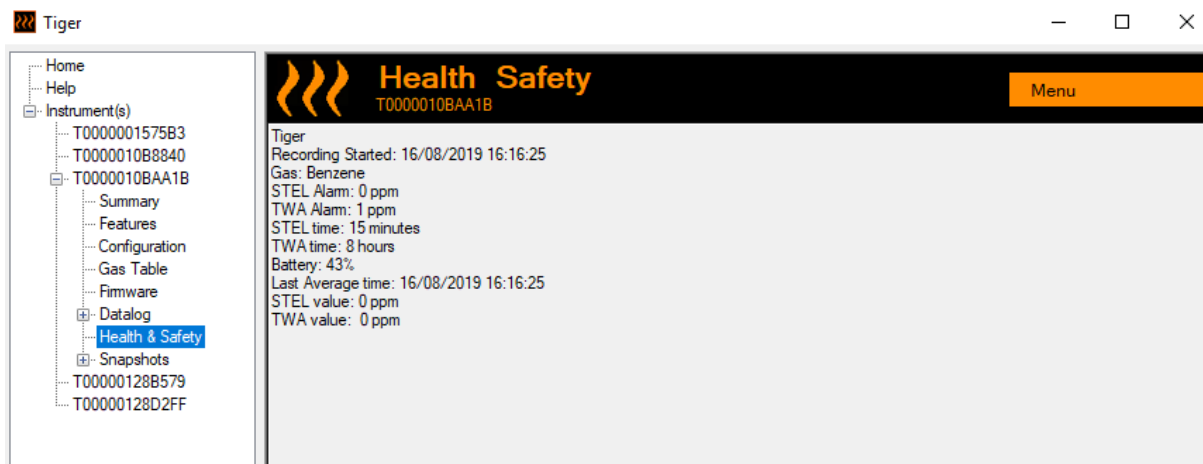 Tiger
Home
Help
Instrument(s)
T0000001575B3
T0000010B8840
T0000010BAA1B
Summary
Features
Configuration
Gas Table
Firmware
Datalog
Health & Safety
Snapshots
T00000128B579
T00000128D2FF
Health Safety
T0000010BAA1B
Menu
Tiger
Recording Started: 16/08/2019 16:16:25
Gas: Benzene
STEL Alarm: 0 ppm
TWA Alarm: 1 ppm
STEL time: 15 minutes
TWA time: 8 hours
Battery: 43%
Last Average time: 16/08/2019 16:16:25
STEL value: 0 ppm
TWA value: 0 ppm